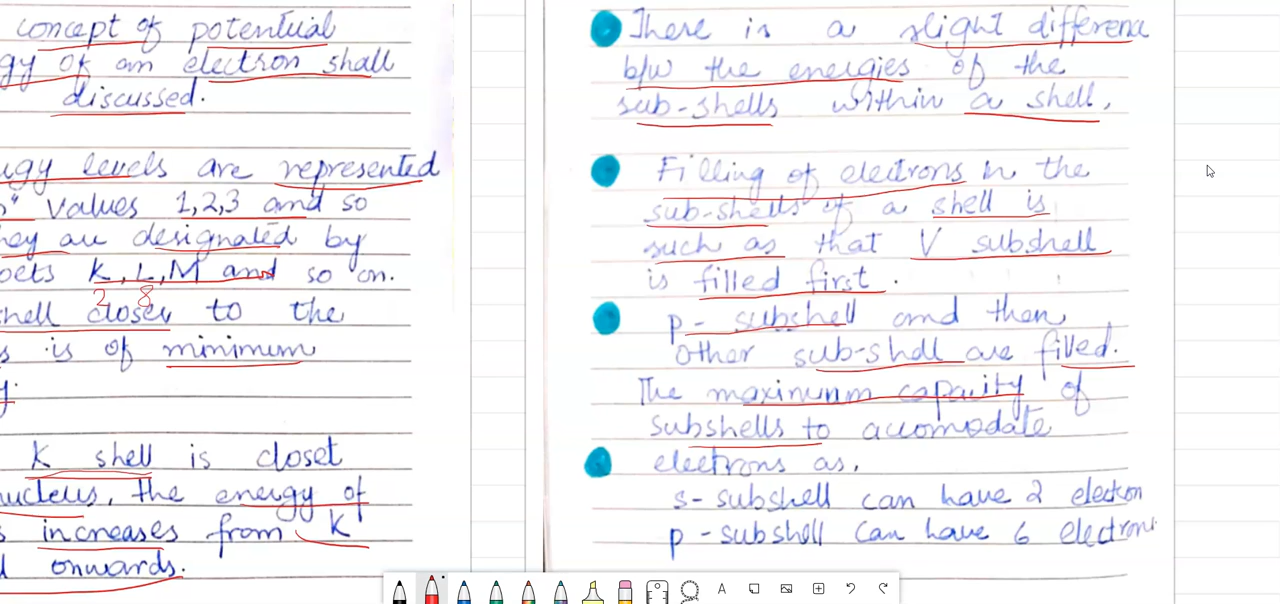 concept of potential
gy of an electron shall
discussed.
gy levels are represented
n" values 1,2,3 and so
hey are designated by
bets K, L, M and so on.
2 8
hell closer to the
s is of minimum
y.
K shell is closet
nucleus, the energy of
s increases from K
l onwards.
There is a slight differenc
b/w the energies of the
sub-shells within a shell.
Filling of electrons in the
sub-shells of a shell is
such as that V subshell
is filled first.
p- subshell and then
other sub-shell are filled.
The maximum capacity of
subshells to accomodate
electrons as,
s- subshell can have 2 electron
p - subshell can have 6 electrons
A